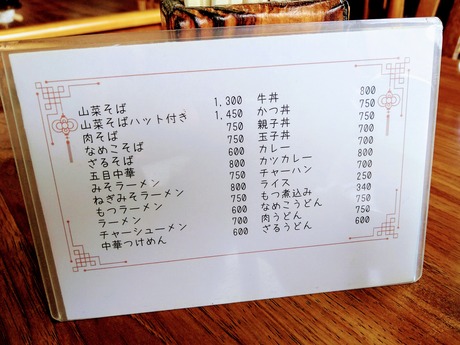 山菜そば 1,300
山菜そばハット付き 1,450
肉そば 750
なめこそば 750
ざるそば 600
五目中華 800
みそラーメン 750
ねぎみそラーメン 800
もつラーメン 750
ラーメン 600
チャーシューメン 700
中華つけめん 600
牛丼 800
かつ丼 750
親子丼 750
玉子丼 700
カレー 700
カツカレー 800
チャーハン 700
ライス 250
もつ煮込み 340
なめこうどん 750
肉うどん 750
ざるうどん 600